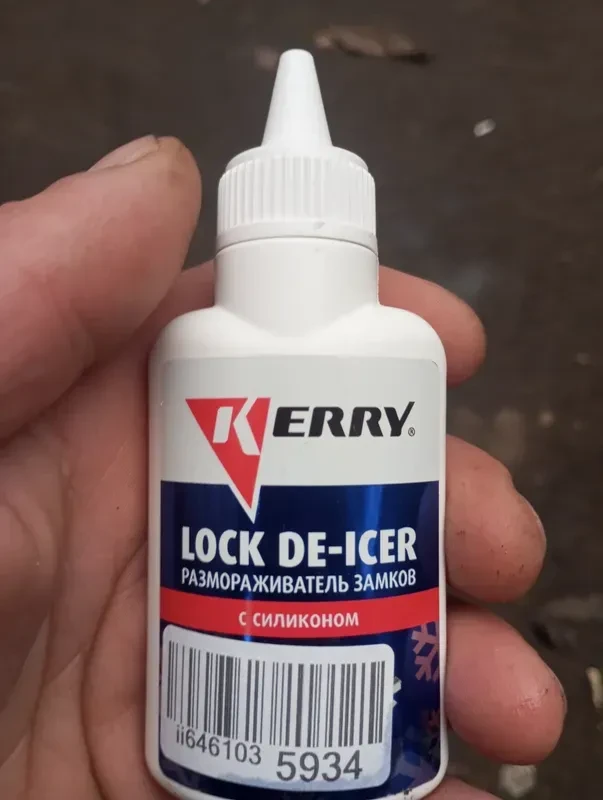 KERRY®
LOCK DE-ICER
РАЗМОРАЖИВАТЕЛЬ ЗАМКОВ
С СИЛИКОНОМ
ii646103 5934